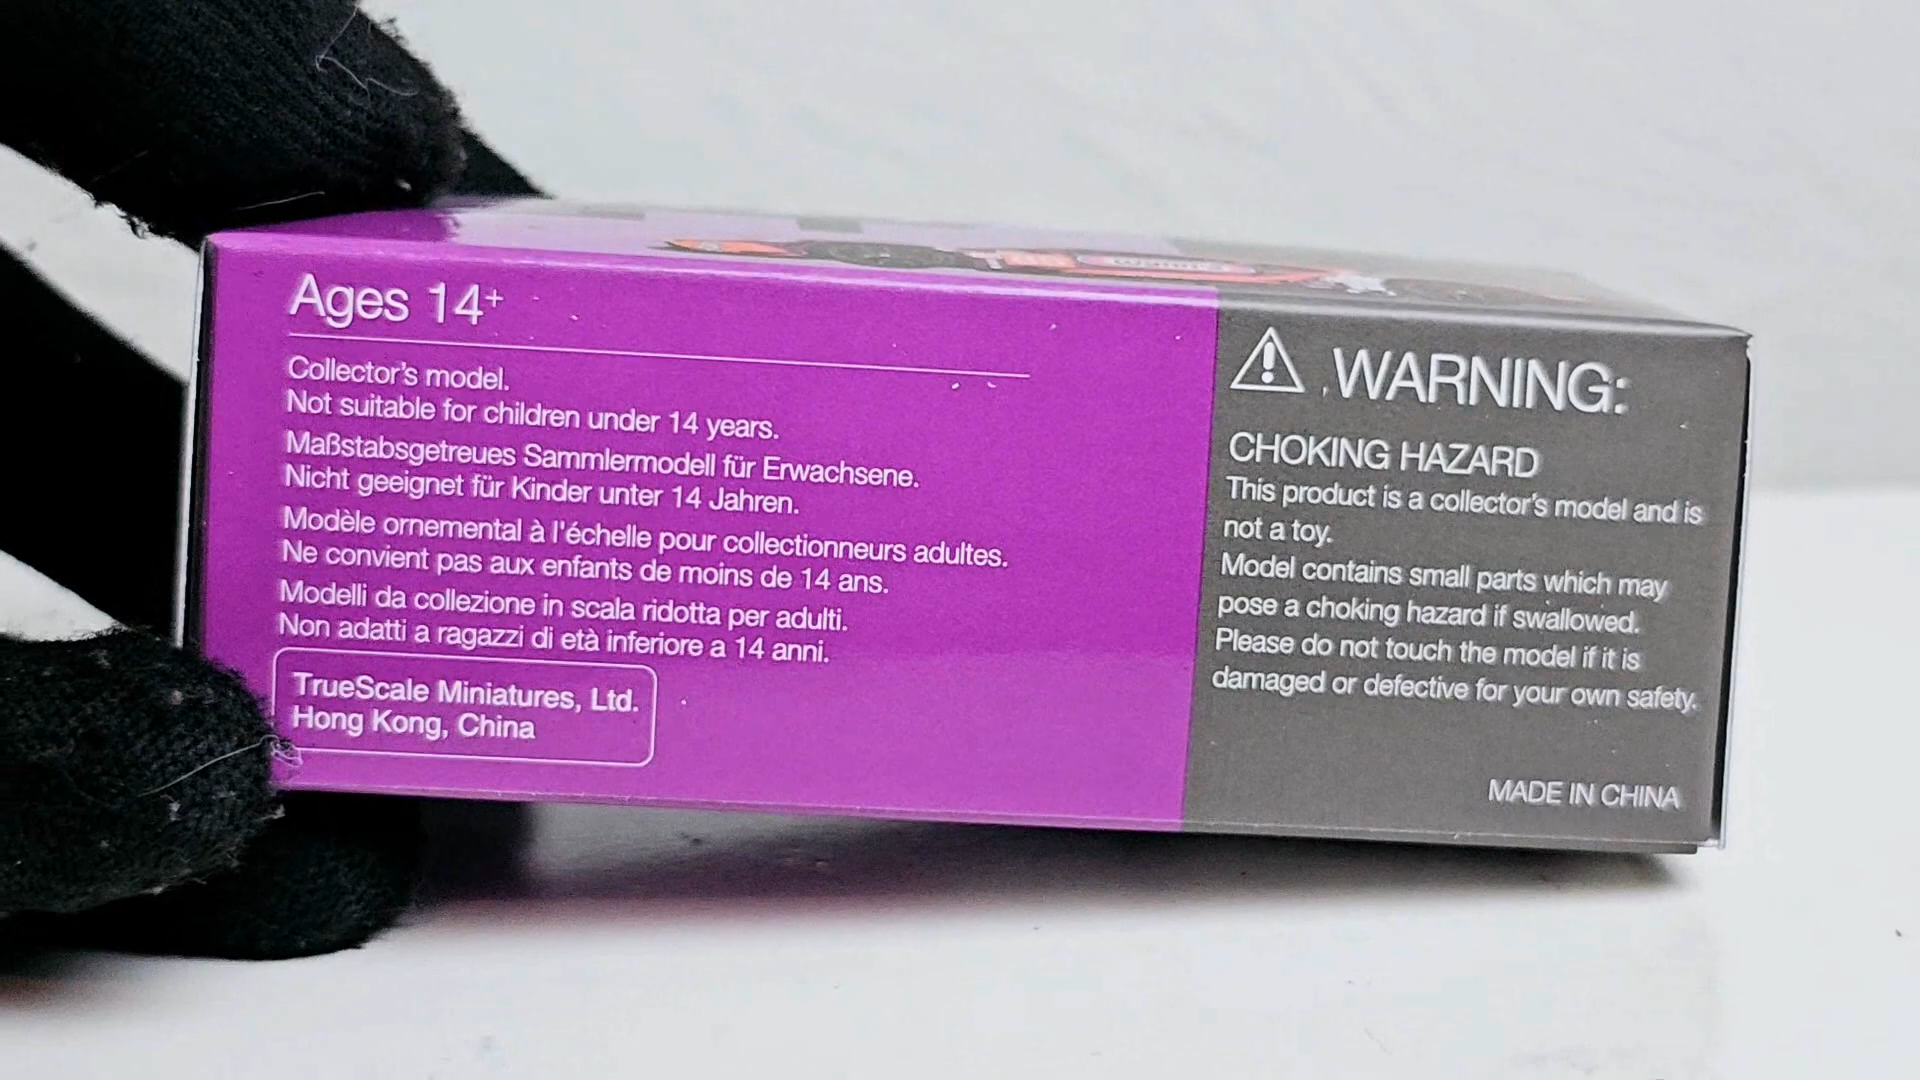 Ages 14+
Collector's model.
Not suitable for children under 14 years.
Maßstabsgetreues Sammlermodell für Erwachsene.
Nicht geeignet für Kinder unter 14 Jahren.
Modèle ornemental à l'échelle pour collectionneurs adultes.
Ne convient pas aux enfants de moins de 14 ans.
Modelli da collezione in scala ridotta per adulti.
Non adatti a ragazzi di età inferiore a 14 anni.
TrueScale Miniatures, Ltd.
Hong Kong, China
WARNING:
CHOKING HAZARD
This product is a collector's model and is
not a toy.
Model contains small parts which may
pose a choking hazard if swallowed.
Please do not touch the model if it is
damaged or defective for your own safety.
MADE IN CHINA